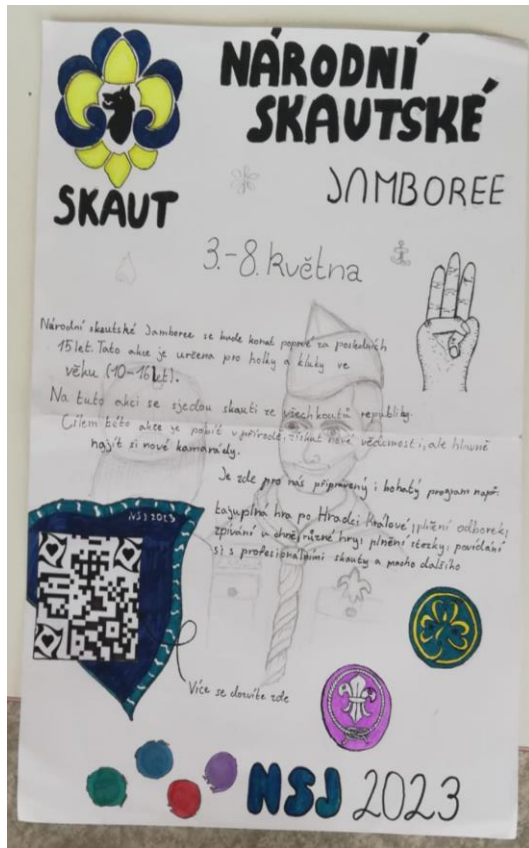 NÁRODNÍ
SKAUTSKÉ
JAMBOREE
SKAUT
3.-8. května
Národní skautské Jamboree se bude konat poprvé za posledních
15 let. Tato akce je určena pro holky a kluky ve
věku (10-16 let).
Na tuto akci se sjedou skauti ze všech koutů republiky.
Cílem této akce je pobýt v přírodě, získat nové vědomosti, ale hlavně
najít si nové kamarády.
Je zde pro nás připravený i bohatý program např:
tajuplná hra po Hradci Králové; plnění odborek;
zpívání v různé hry; plnění stezky; povídání
si s profesionálními skauty a mnoho dalšího
NSJ 2023
Více se dozvíte zde
NSJ 2023